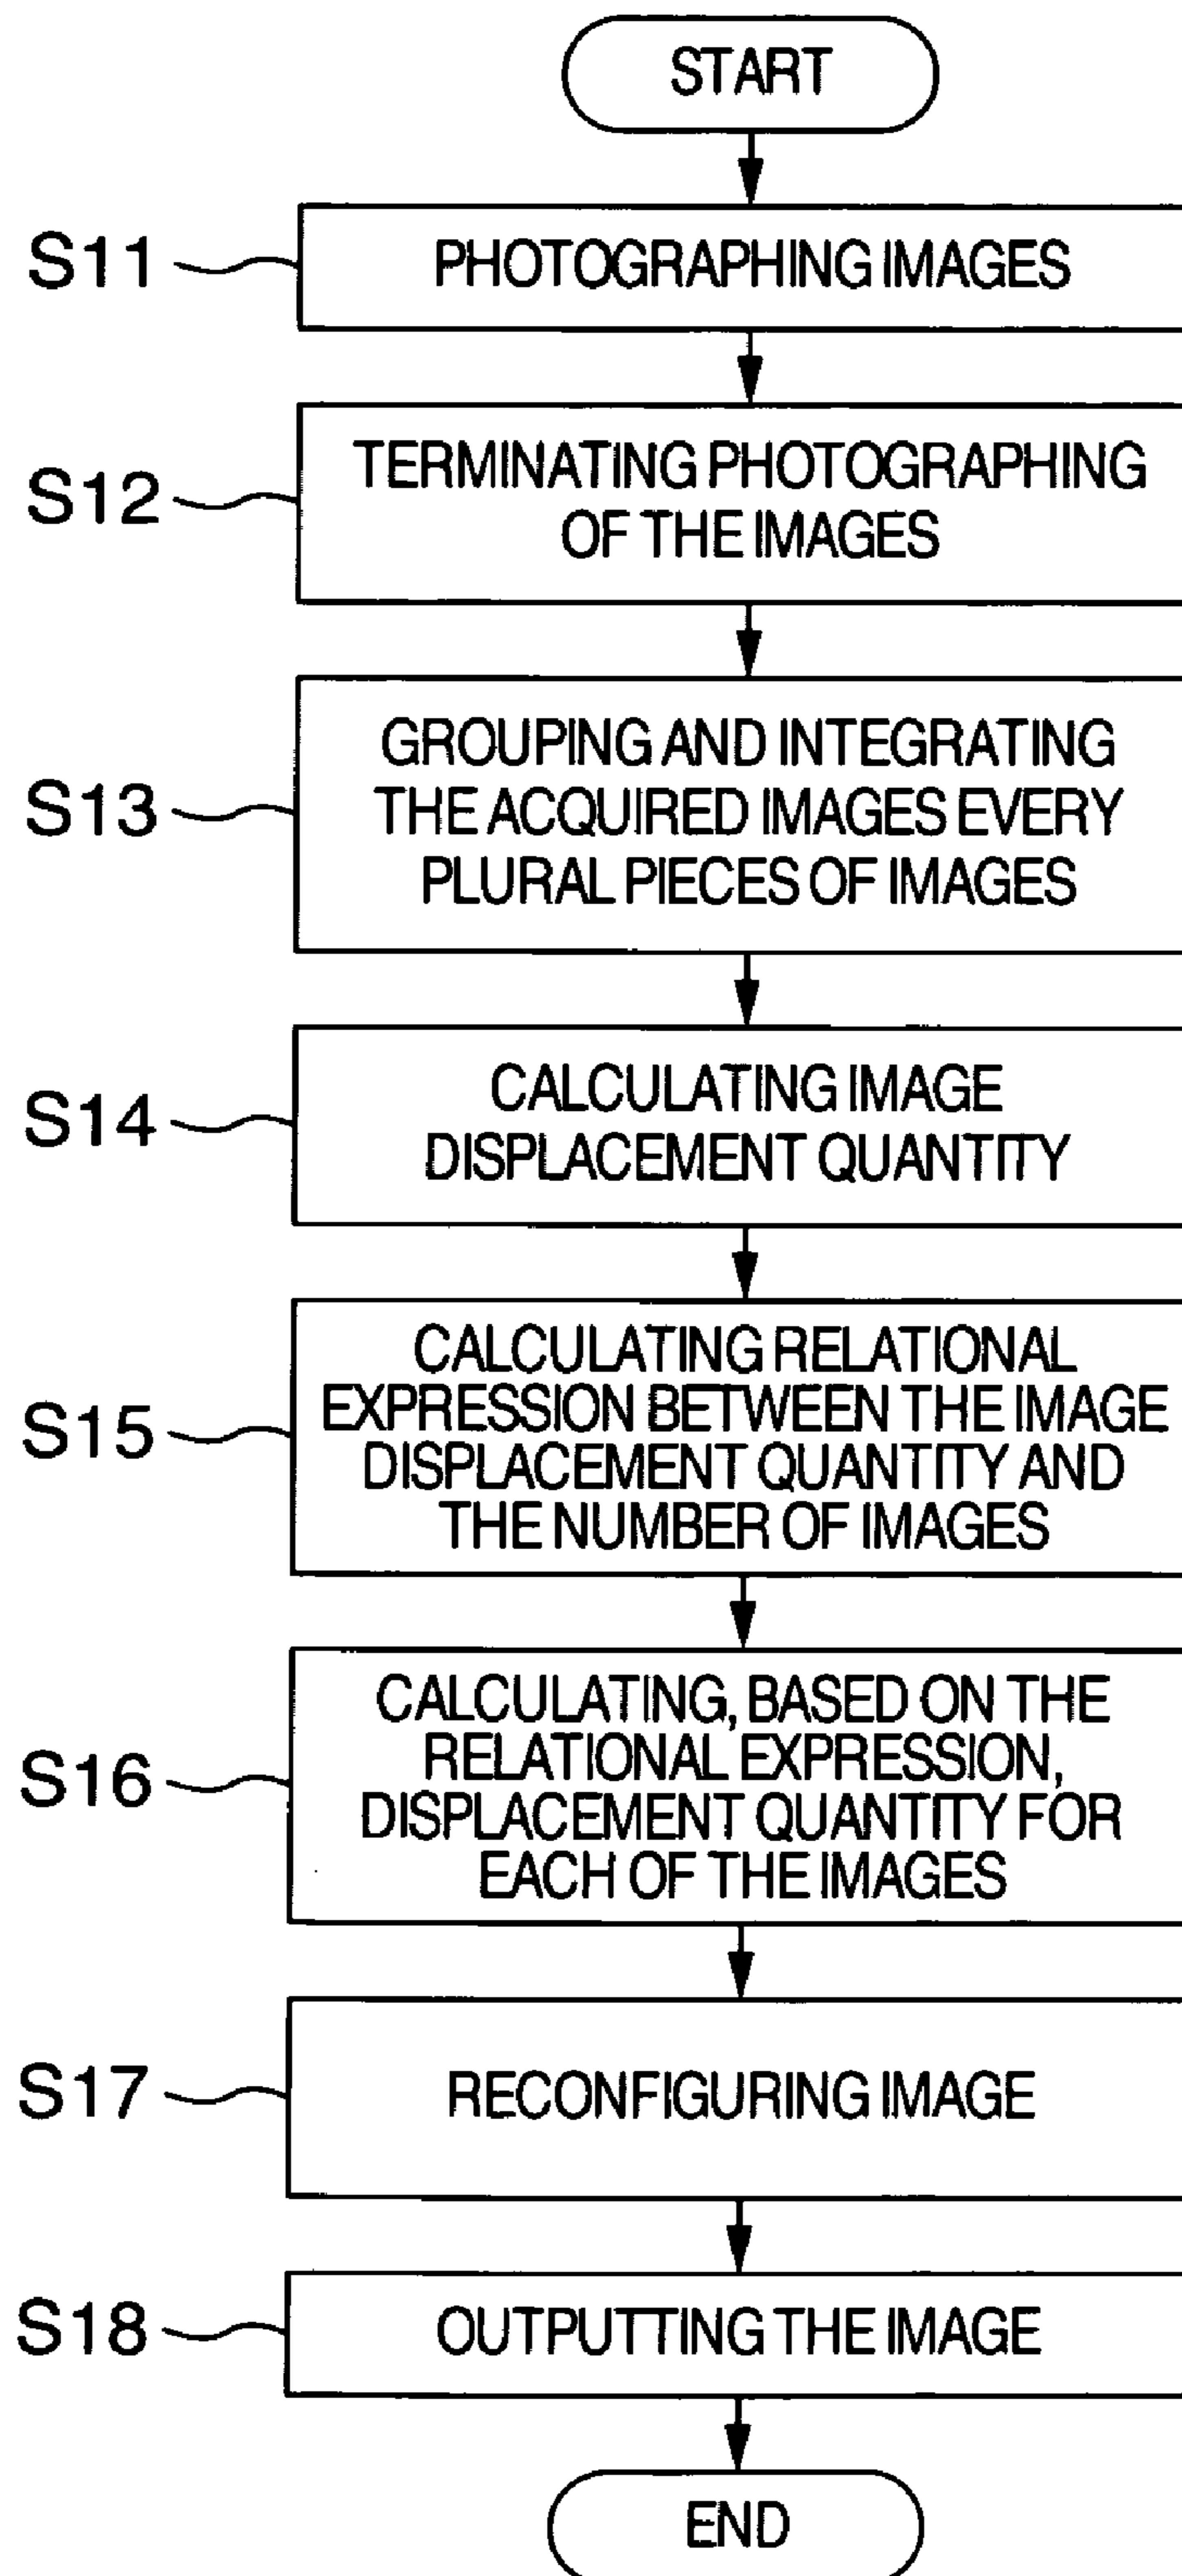 START
S11
PHOTOGRAPHING IMAGES
S12
TERMINATING PHOTOGRAPHING
OF THE IMAGES
S13
GROUPING AND INTEGRATING
THE ACQUIRED IMAGES EVERY
PLURAL PIECES OF IMAGES
S14
CALCULATING IMAGE
DISPLACEMENT QUANTITY
S15
CALCULATING RELATIONAL
EXPRESSION BETWEEN THE IMAGE
DISPLACEMENT QUANTITY AND
THE NUMBER OF IMAGES
S16
CALCULATING, BASED ON THE
RELATIONAL EXPRESSION,
DISPLACEMENT QUANTITY FOR
EACH OF THE IMAGES
S17
RECONFIGURING IMAGE
S18
OUTPUTTING THE IMAGE
END